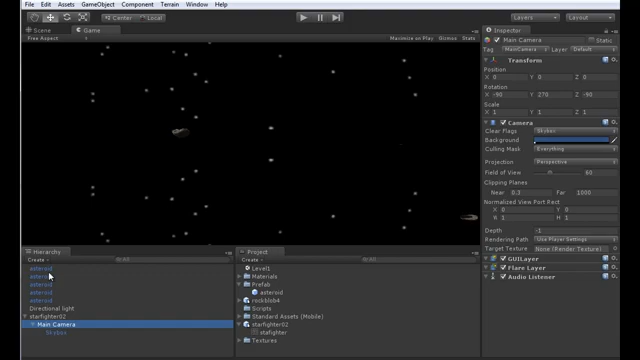 File Edit Assets GameObject Component Terrain Window Help
Center Local Layers Layout
Scene Game Inspector
Free Aspect Maximize on Play Gizmos Stats
Main Camera Static
Tag MainCamera Layer Default
Transform
Position
X 0 Y 0 Z 0
Rotation
X -90 Y 270 Z -90
Scale
X 1 Y 1 Z 1
Camera
Clear Flags Skybox
Background
Culling Mask Everything
Projection Perspective
Field of View 60
Clipping Planes
Near 0.3 Far 1000
Normalized View Port Rect
X 0 Y 0
W 1 H 1
Depth -1
Rendering Path Use Player Settings
Target Texture None (Render Texture)
GUILayer
Flare Layer
Audio Listener
Hierarchy
Create All
asteroid
asteroid
asteroid
asteroid
asteroid
Directional light
starfighter02
Main Camera
Skybox
Project
Create All
Level1
Materials
Prefab
asteroid
rockblob4
Scripts
Standard Assets (Mobile)
starfighter02
stafighter
Textures